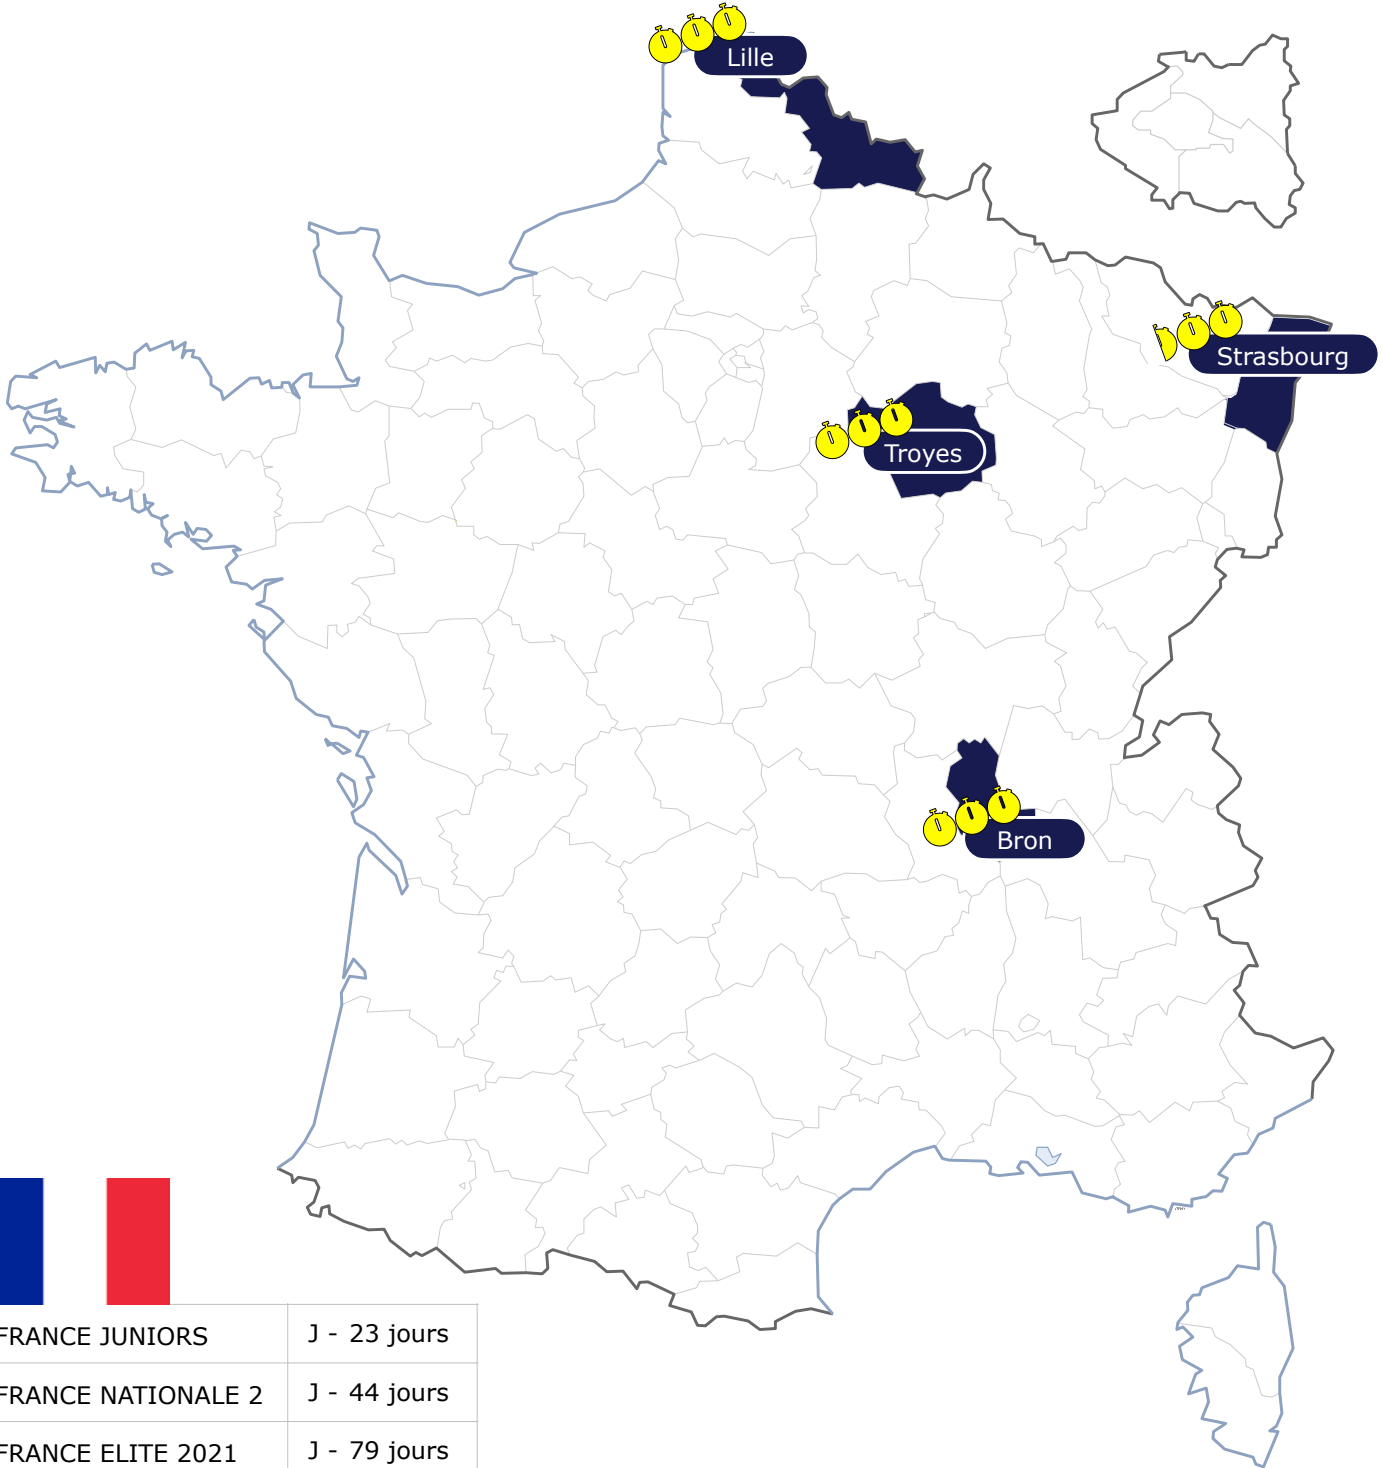 Lille
Strasbourg
Troyes
Bron
FRANCE JUNIORS J - 23 jours
FRANCE NATIONALE 2 J - 44 jours
FRANCE ELITE 2021 J - 79 jours